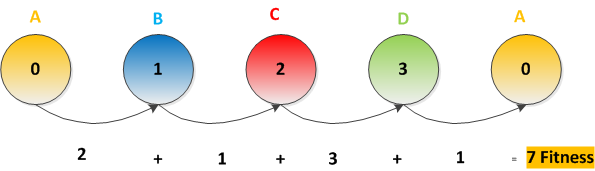 A B C D A
0 1 2 3 0
2 + 1 + 3 + 1 = 7 Fitness